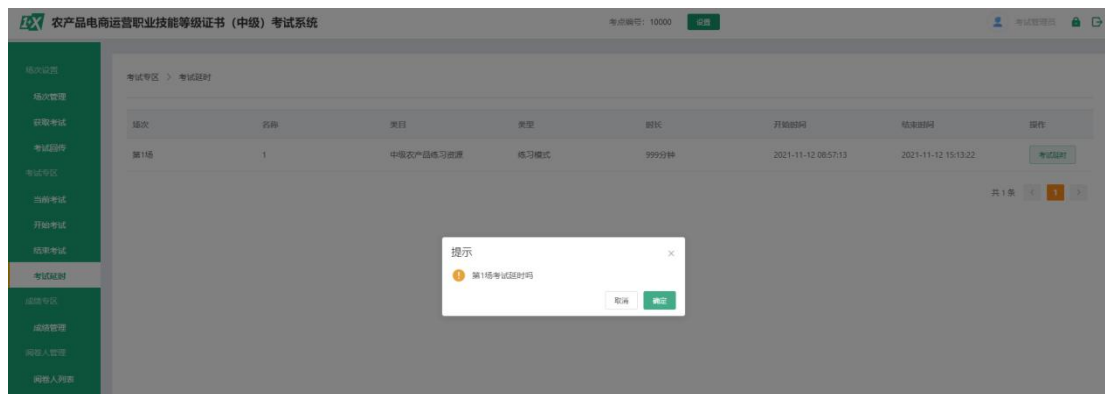 1+X 农产品电商运营职业技能等级证书（中级）考试系统 考点编号：10000 设置 考试管理员
场次设置
场次管理
获取考试
考试回传
考试专区
当前考试
开始考试
结束考试
考试延时
成绩专区
成绩管理
阅卷人管理
阅卷人列表
考试专区 > 考试延时
场次 名称 类目 类型 时长 开始时间 结束时间 操作
第1场 1 中级农产品练习资源 练习模式 999分钟 2021-11-12 08:57:13 2021-11-12 15:13:22 考试延时
共1条 < 1 >
提示 ×
第1场考试延时吗
取消 确定